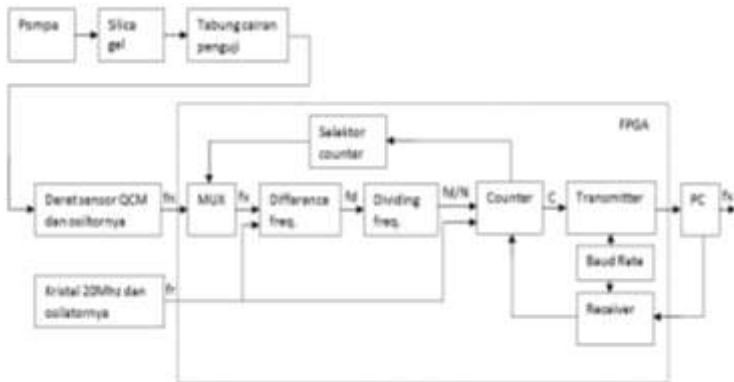 Pompa
Silica
gel
Tabung cairan
penguji
FPGA
Selektor
counter
Deret sensor QCM
dan osiltornya
fn
MUX
fx
Difference
freq.
fd
Dividing
freq.
fd/N
Counter
C
Transmitter
PC
fx
Baud Rate
Kristal 20Mhz dan
osilatornya
fr
Receiver